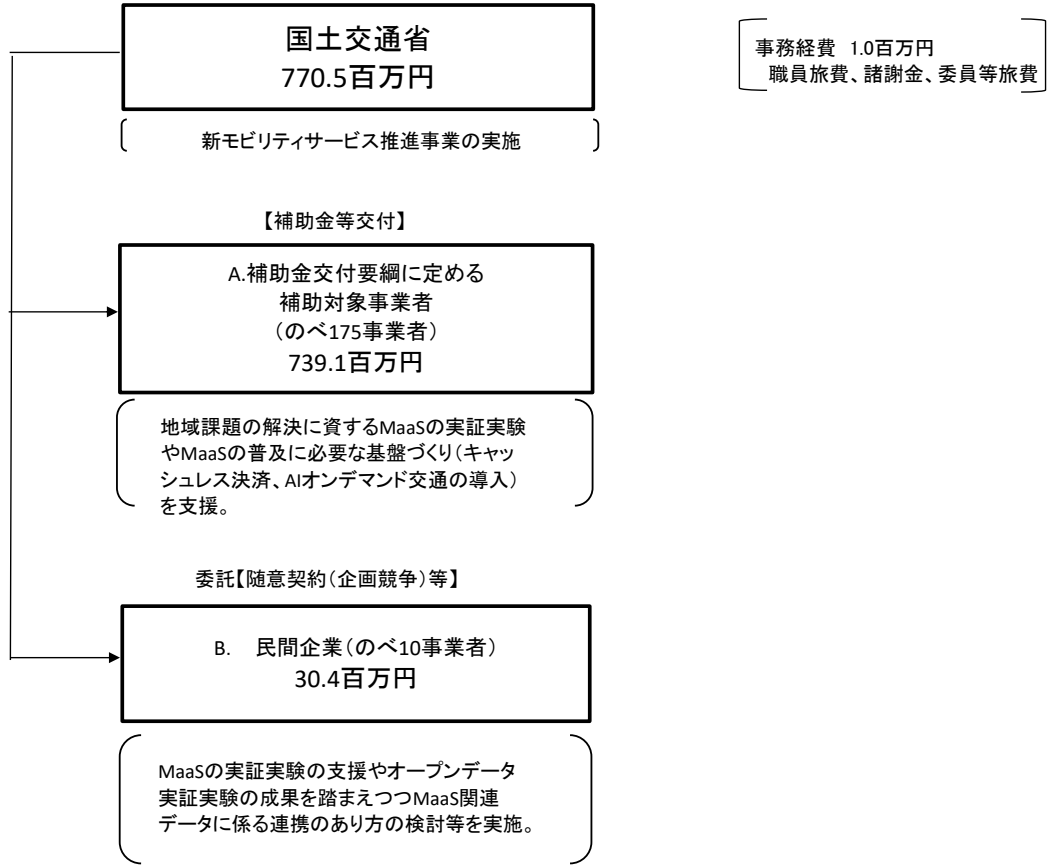 国土交通省
770.5百万円
事務経費 1.0百万円
職員旅費、諸謝金、委員等旅費
新モビリティサービス推進事業の実施
【補助金等交付】
A.補助金交付要綱に定める
補助対象事業者
（のべ175事業者）
739.1百万円
地域課題の解決に資するMaaSの実証実験
やMaaSの普及に必要な基盤づくり（キャッ
シュレス決済、AIオンデマンド交通の導入）
を支援。
委託【随意契約（企画競争）等】
B. 民間企業（のべ10事業者）
30.4百万円
MaaSの実証実験の支援やオープンデータ
実証実験の成果を踏まえつつMaaS関連
データに係る連携のあり方の検討等を実施。